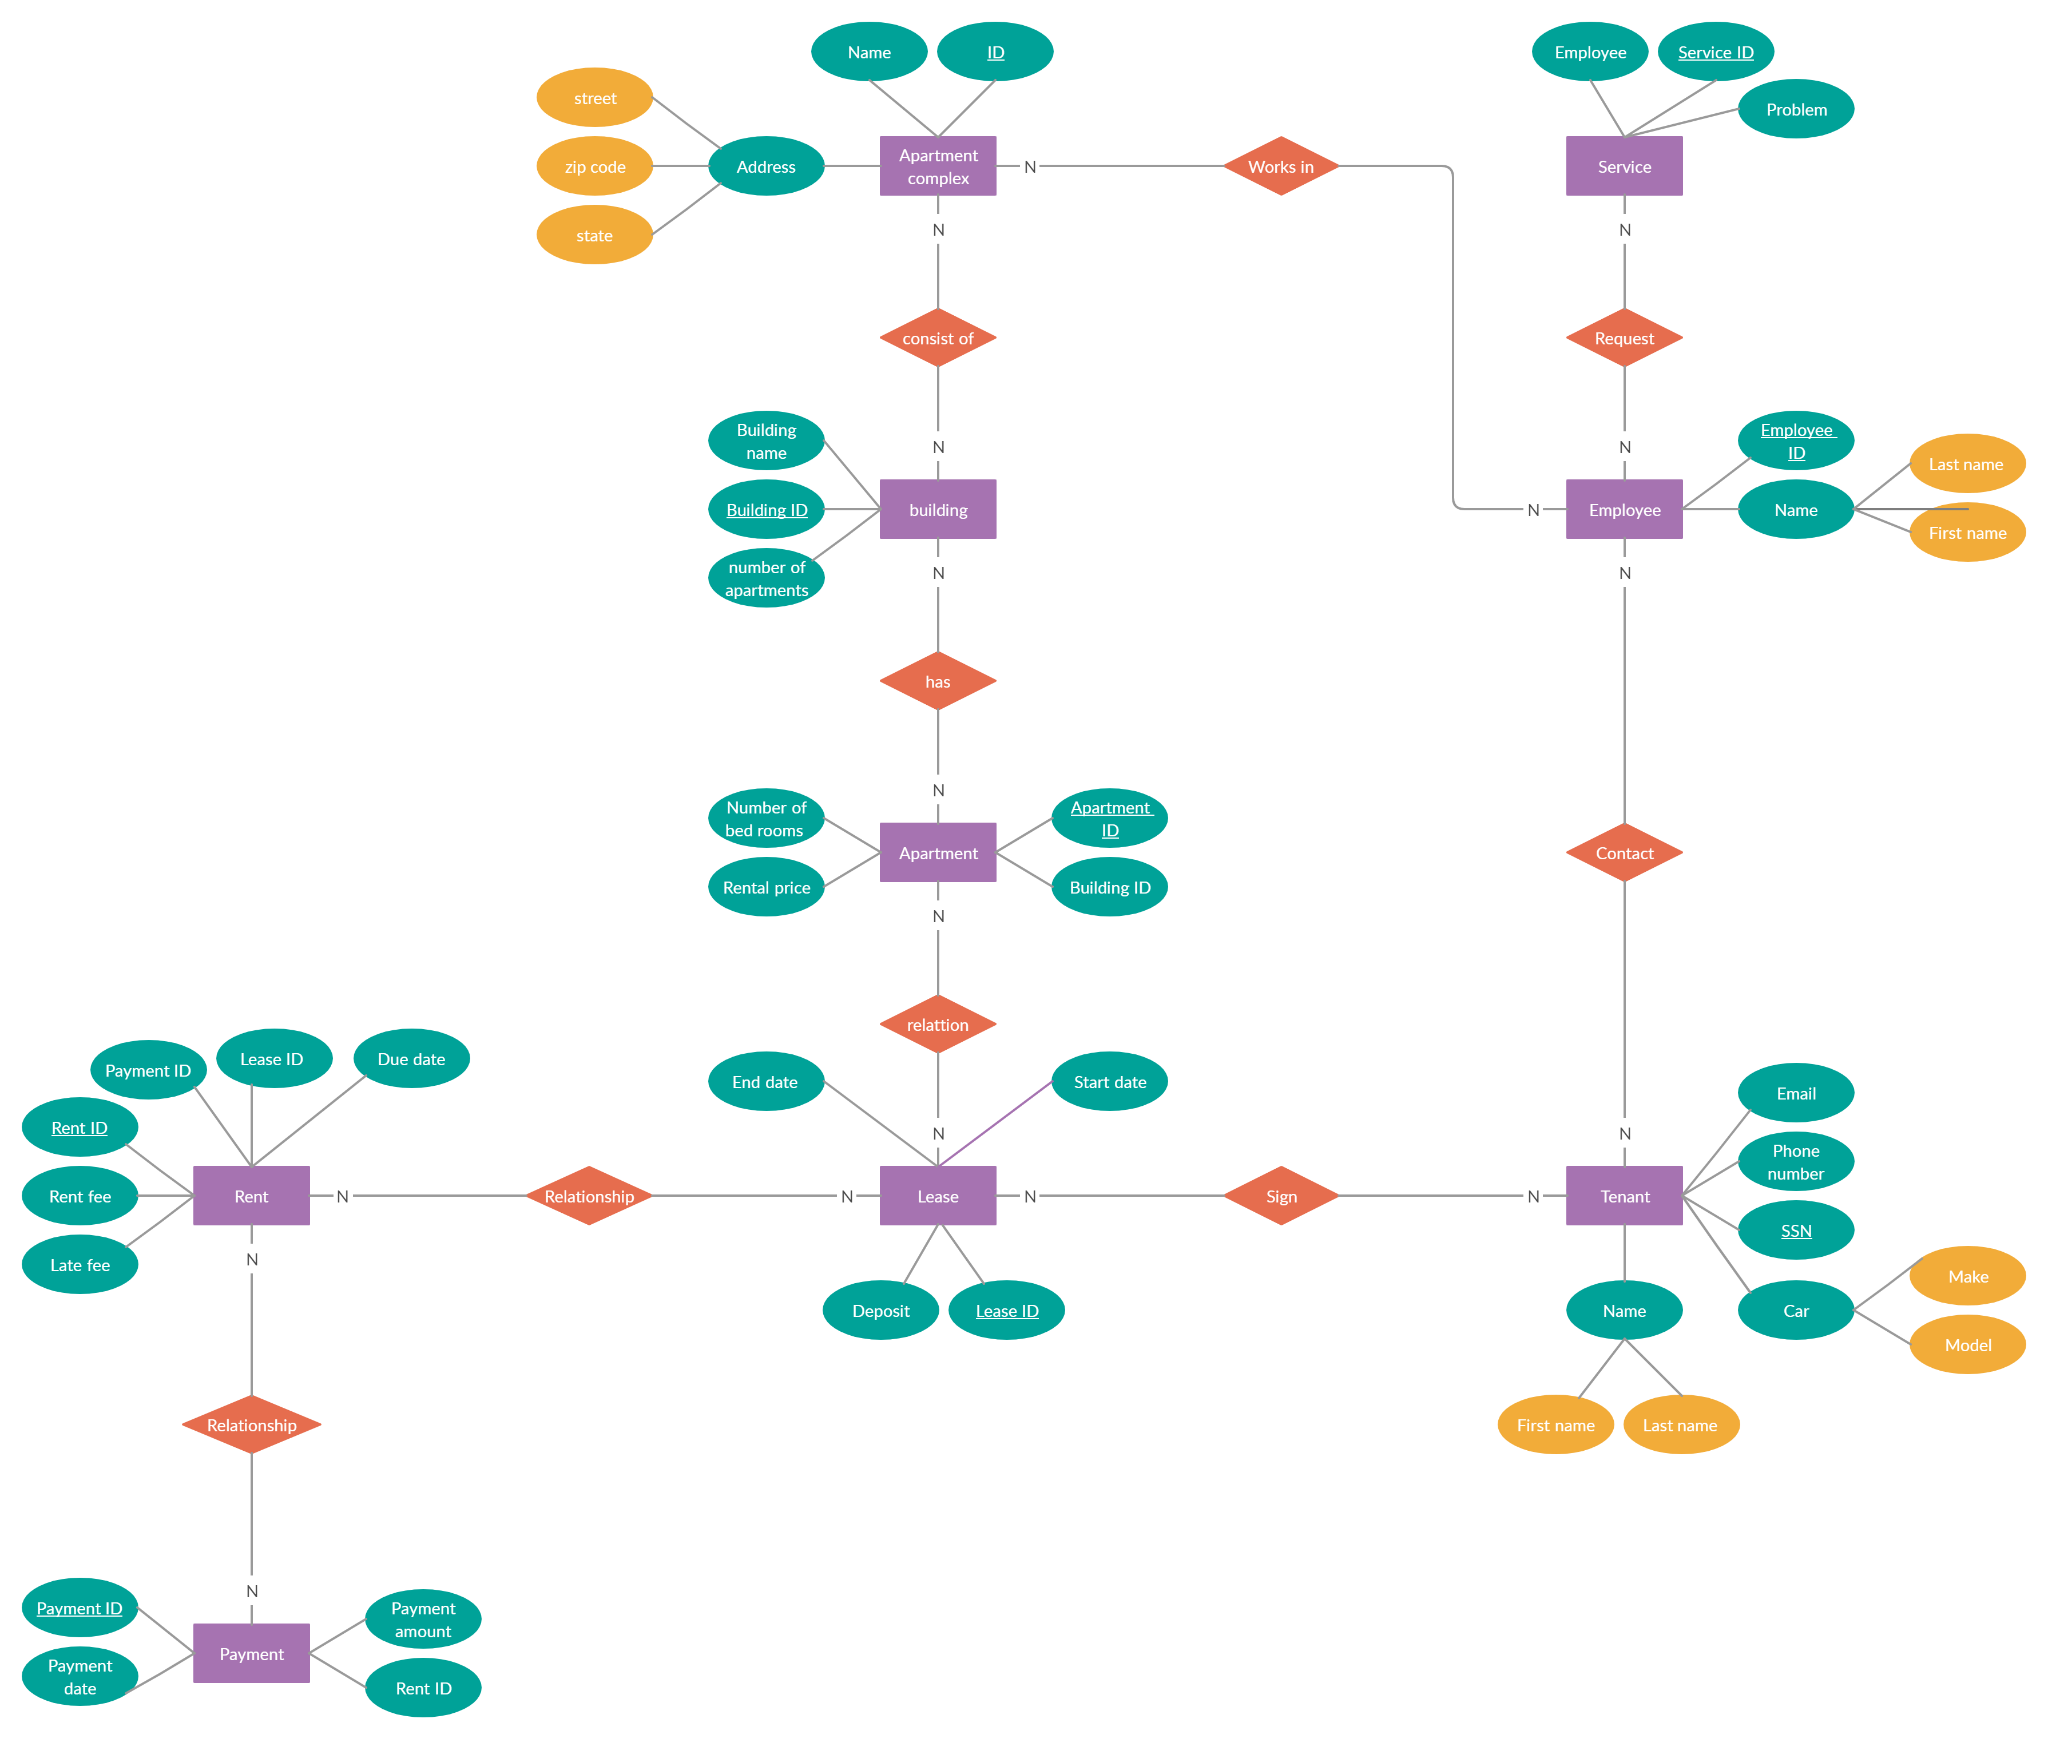 Name
ID
Employee
Service ID
street
Problem
Apartment
complex
N
Works in
Service
zip code
Address
state
N
N
consist of
Request
Building
name
N
N
Employee
ID
Last name
Building ID
building
N
Employee
Name
First name
number of
apartments
N
N
has
N
Number of
bed rooms
Apartment
ID
Apartment
Contact
Rental price
Building ID
N
relattion
Payment ID
Lease ID
Due date
End date
Start date
Email
Rent ID
N
N
Phone
number
Rent fee
Rent
N
Relationship
N
Lease
N
Sign
N
Tenant
SSN
Late fee
N
Deposit
Lease ID
Name
Car
Make
Model
Relationship
First name
Last name
N
Payment ID
Payment
amount
Payment
Payment
date
Rent ID